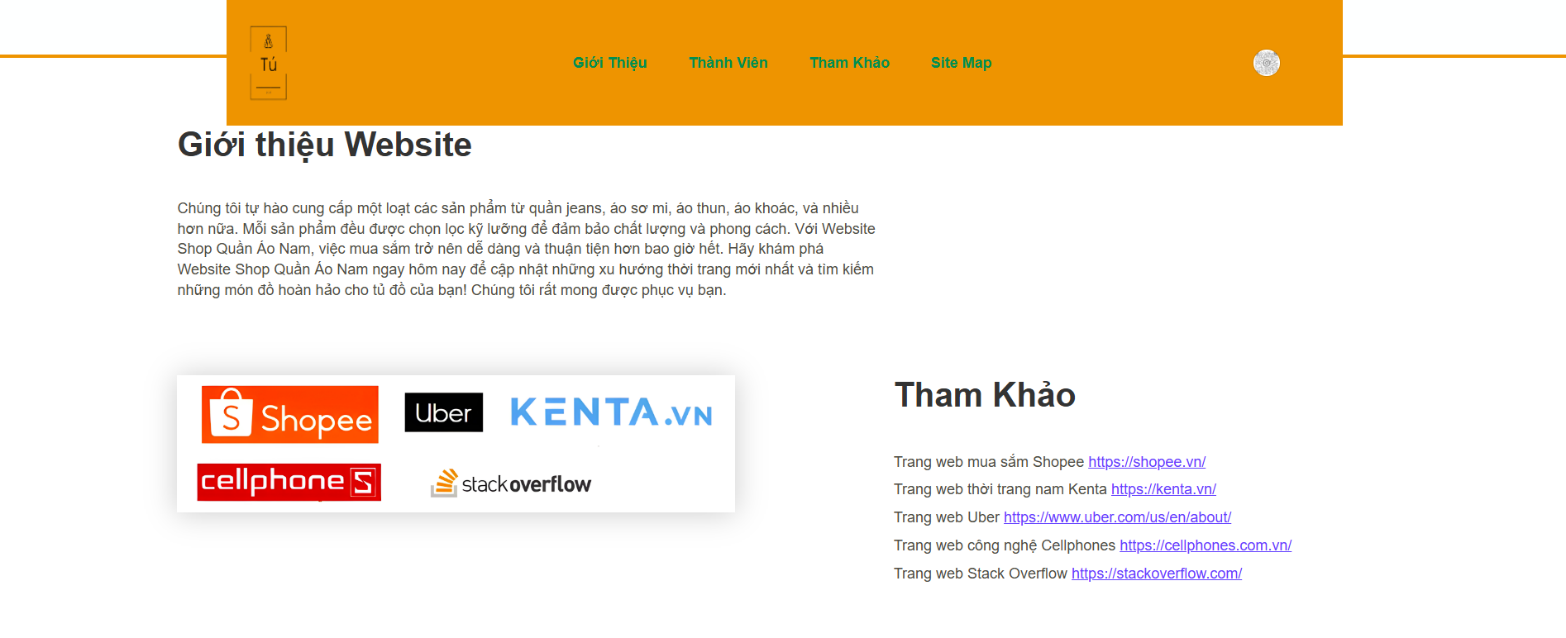 Tú
Giới Thiệu
Thành Viên
Tham Khảo
Site Map
Giới thiệu Website
Chúng tôi tự hào cung cấp một loạt các sản phẩm từ quần jeans, áo sơ mi, áo thun, áo khoác, và nhiều
hơn nữa. Mỗi sản phẩm đều được chọn lọc kỹ lưỡng để đảm bảo chất lượng và phong cách. Với Website
Shop Quần Áo Nam, việc mua sắm trở nên dễ dàng và thuận tiện hơn bao giờ hết. Hãy khám phá
Website Shop Quần Áo Nam ngay hôm nay để cập nhật những xu hướng thời trang mới nhất và tìm kiếm
những món đồ hoàn hảo cho tủ đồ của bạn! Chúng tôi rất mong được phục vụ bạn.
S Shopee
Uber
KENTA.VN
cellphone S
stackoverflow
Tham Khảo
Trang web mua sắm Shopee https://shopee.vn/
Trang web thời trang nam Kenta https://kenta.vn/
Trang web Uber https://www.uber.com/us/en/about/
Trang web công nghệ Cellphones https://cellphones.com.vn/
Trang web Stack Overflow https://stackoverflow.com/